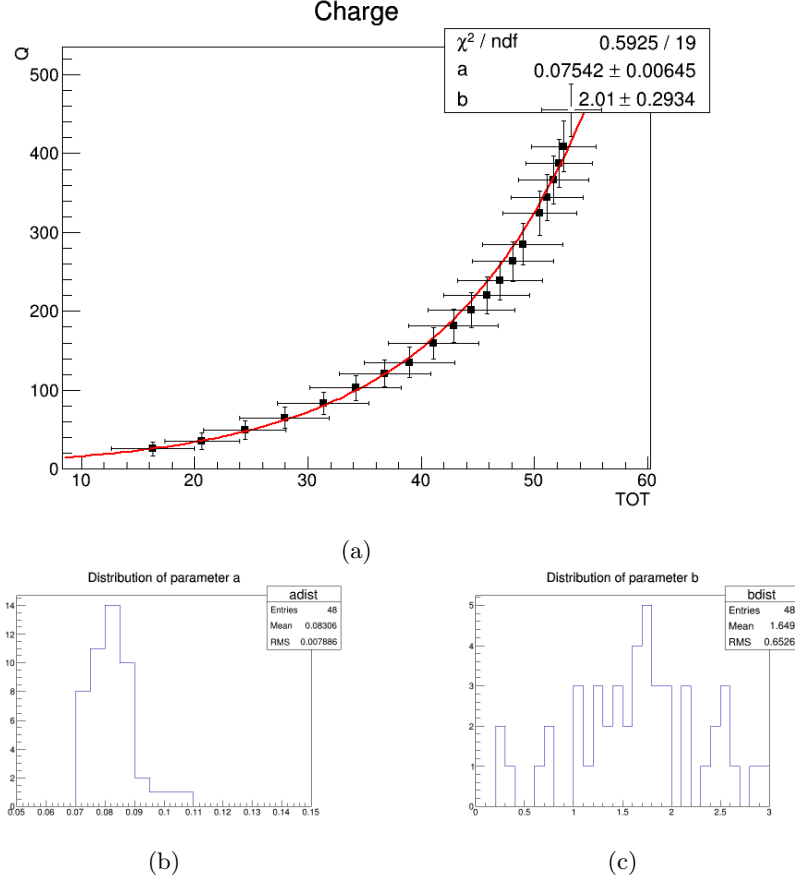 Charge
χ² / ndf 0.5925 / 19
a 0.07542 ± 0.00645
b 2.01 ± 0.2934
Q
500
400
300
200
100
0
10 20 30 40 50 60
TOT
(a)
Distribution of parameter a
adist
Entries 48
Mean 0.08306
RMS 0.007886
14
12
10
8
6
4
2
0
0.05 0.06 0.07 0.08 0.09 0.1 0.11 0.12 0.13 0.14 0.15
(b)
Distribution of parameter b
bdist
Entries 48
Mean 1.649
RMS 0.6526
5
4
3
2
1
0
0 0.5 1 1.5 2 2.5 3
(c)